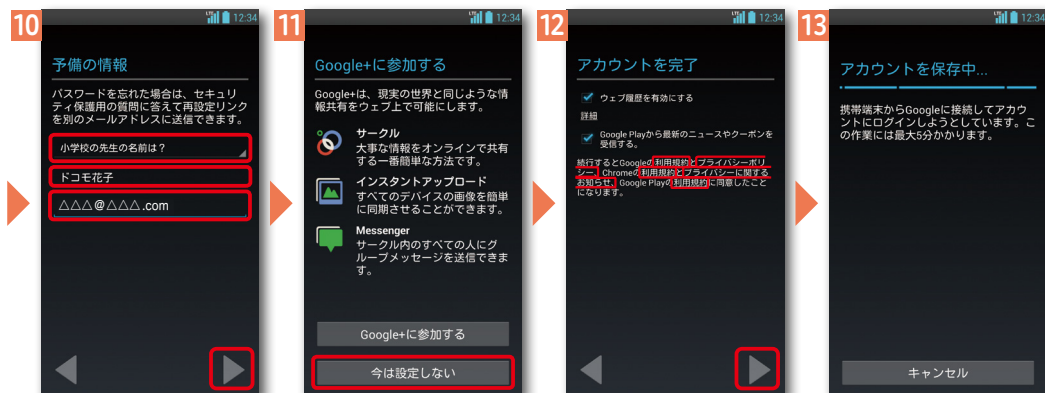 10
12:34
予備の情報
パスワードを忘れた場合は、セキュリ
ティ保護用の質問に答えて再設定リンク
を別のメールアドレスに送信できます。
小学校の先生の名前は？
ドコモ花子
△△△@△△△.com
11
12:34
Google+に参加する
Google+は、現実の世界と同じような情
報共有をウェブ上で可能にします。
サークル
大事な情報をオンラインで共有
する一番簡単な方法です。
インスタントアップロード
すべてのデバイスの画像を簡単
に同期させることができます。
Messenger
サークル内のすべての人にグ
ループメッセージを送信できま
す。
Google+に参加する
今は設定しない
12
12:34
アカウントを完了
ウェブ履歴を有効にする
詳細
Google Playから最新のニュースやクーポンを
受信する。
続行するとGoogleの利用規約とプライバシーポリ
シー、Chromeの利用規約とプライバシーに関する
お知らせ、Google Playの利用規約に同意したこと
になります。
13
12:34
アカウントを保存中...
携帯端末からGoogleに接続してアカウ
ントにログインしようとしています。こ
の作業には最大5分かかります。
キャンセル